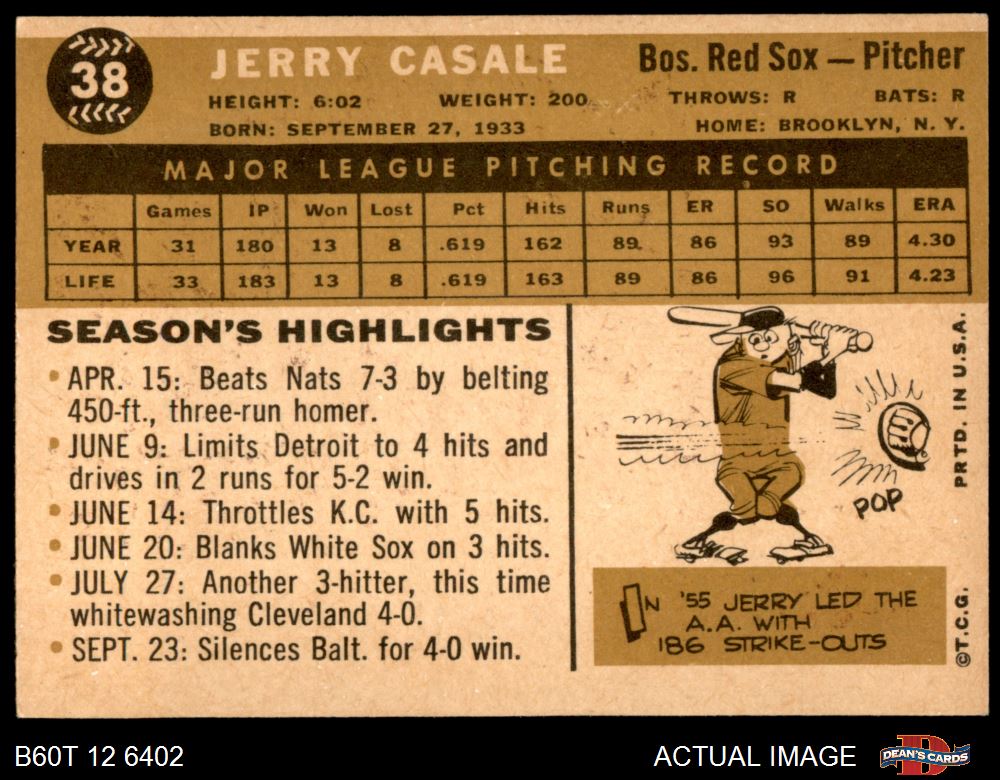 38
JERRY CASALE
Bos. Red Sox — Pitcher
HEIGHT: 6:02 WEIGHT: 200 THROWS: R BATS: R
BORN: SEPTEMBER 27, 1933 HOME: BROOKLYN, N. Y.
MAJOR LEAGUE PITCHING RECORD
Games IP Won Lost Pct Hits Runs ER SO Walks ERA
YEAR 31 180 13 8 .619 162 89 86 93 89 4.30
LIFE 33 183 13 8 .619 163 89 86 96 91 4.23
SEASON'S HIGHLIGHTS
• APR. 15: Beats Nats 7-3 by belting
450-ft., three-run homer.
• JUNE 9: Limits Detroit to 4 hits and
drives in 2 runs for 5-2 win.
• JUNE 14: Throttles K.C. with 5 hits.
• JUNE 20: Blanks White Sox on 3 hits.
• JULY 27: Another 3-hitter, this time
whitewashing Cleveland 4-0.
• SEPT. 23: Silences Balt. for 4-0 win.
POP
IN '55 JERRY LED THE
A.A. WITH
186 STRIKE-OUTS
©T.C.G. PRTD. IN U.S.A.
B60T 12 6402
ACTUAL IMAGE
DEAN'S CARDS